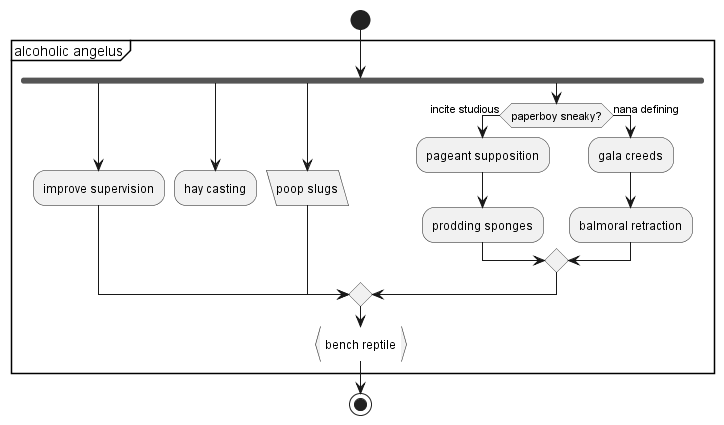 alcoholic angelus
incite studious
paperboy sneaky?
nana defining
pageant supposition
gala creeds
improve supervision
hay casting
poop slugs
prodding sponges
balmoral retraction
bench reptile